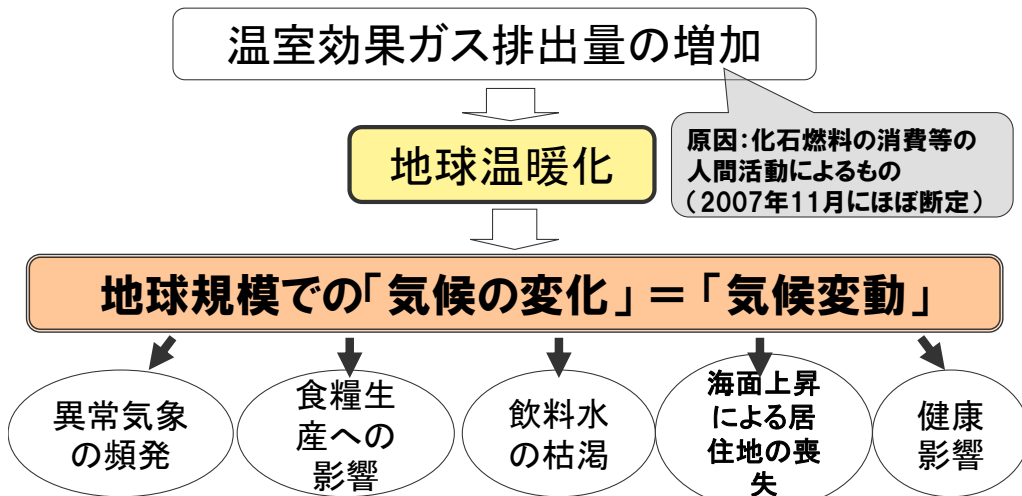 温室効果ガス排出量の増加
原因:化石燃料の消費等の
人間活動によるもの
(2007年11月にほぼ断定)
地球温暖化
地球規模での「気候の変化」=「気候変動」
異常気象
の頻発
食糧生
産への
影響
飲料水
の枯渇
海面上昇
による居
住地の喪
失
健康
影響